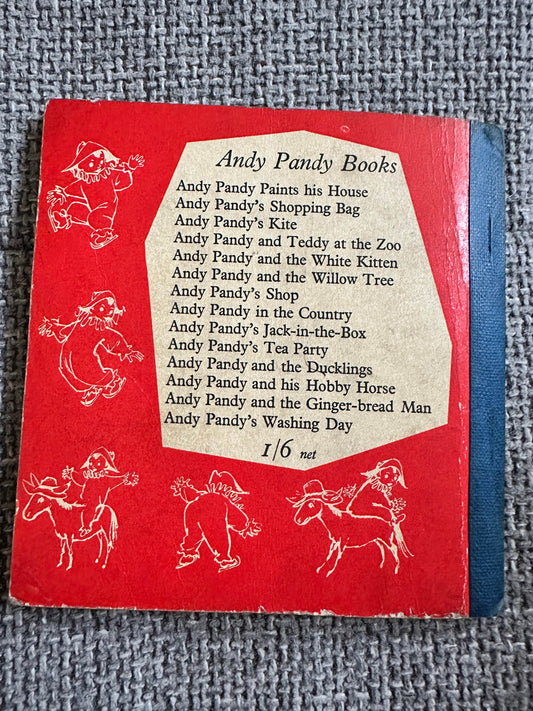 Andy Pandy Books
Andy Pandy Paints his House
Andy Pandy's Shopping Bag
Andy Pandy's Kite
Andy Pandy and Teddy at the Zoo
Andy Pandy and the White Kitten
Andy Pandy and the Willow Tree
Andy Pandy's Shop
Andy Pandy in the Country
Andy Pandy's Jack-in-the-Box
Andy Pandy's Tea Party
Andy Pandy and the Ducklings
Andy Pandy and his Hobby Horse
Andy Pandy and the Ginger-bread Man
Andy Pandy's Washing Day
1/6 net